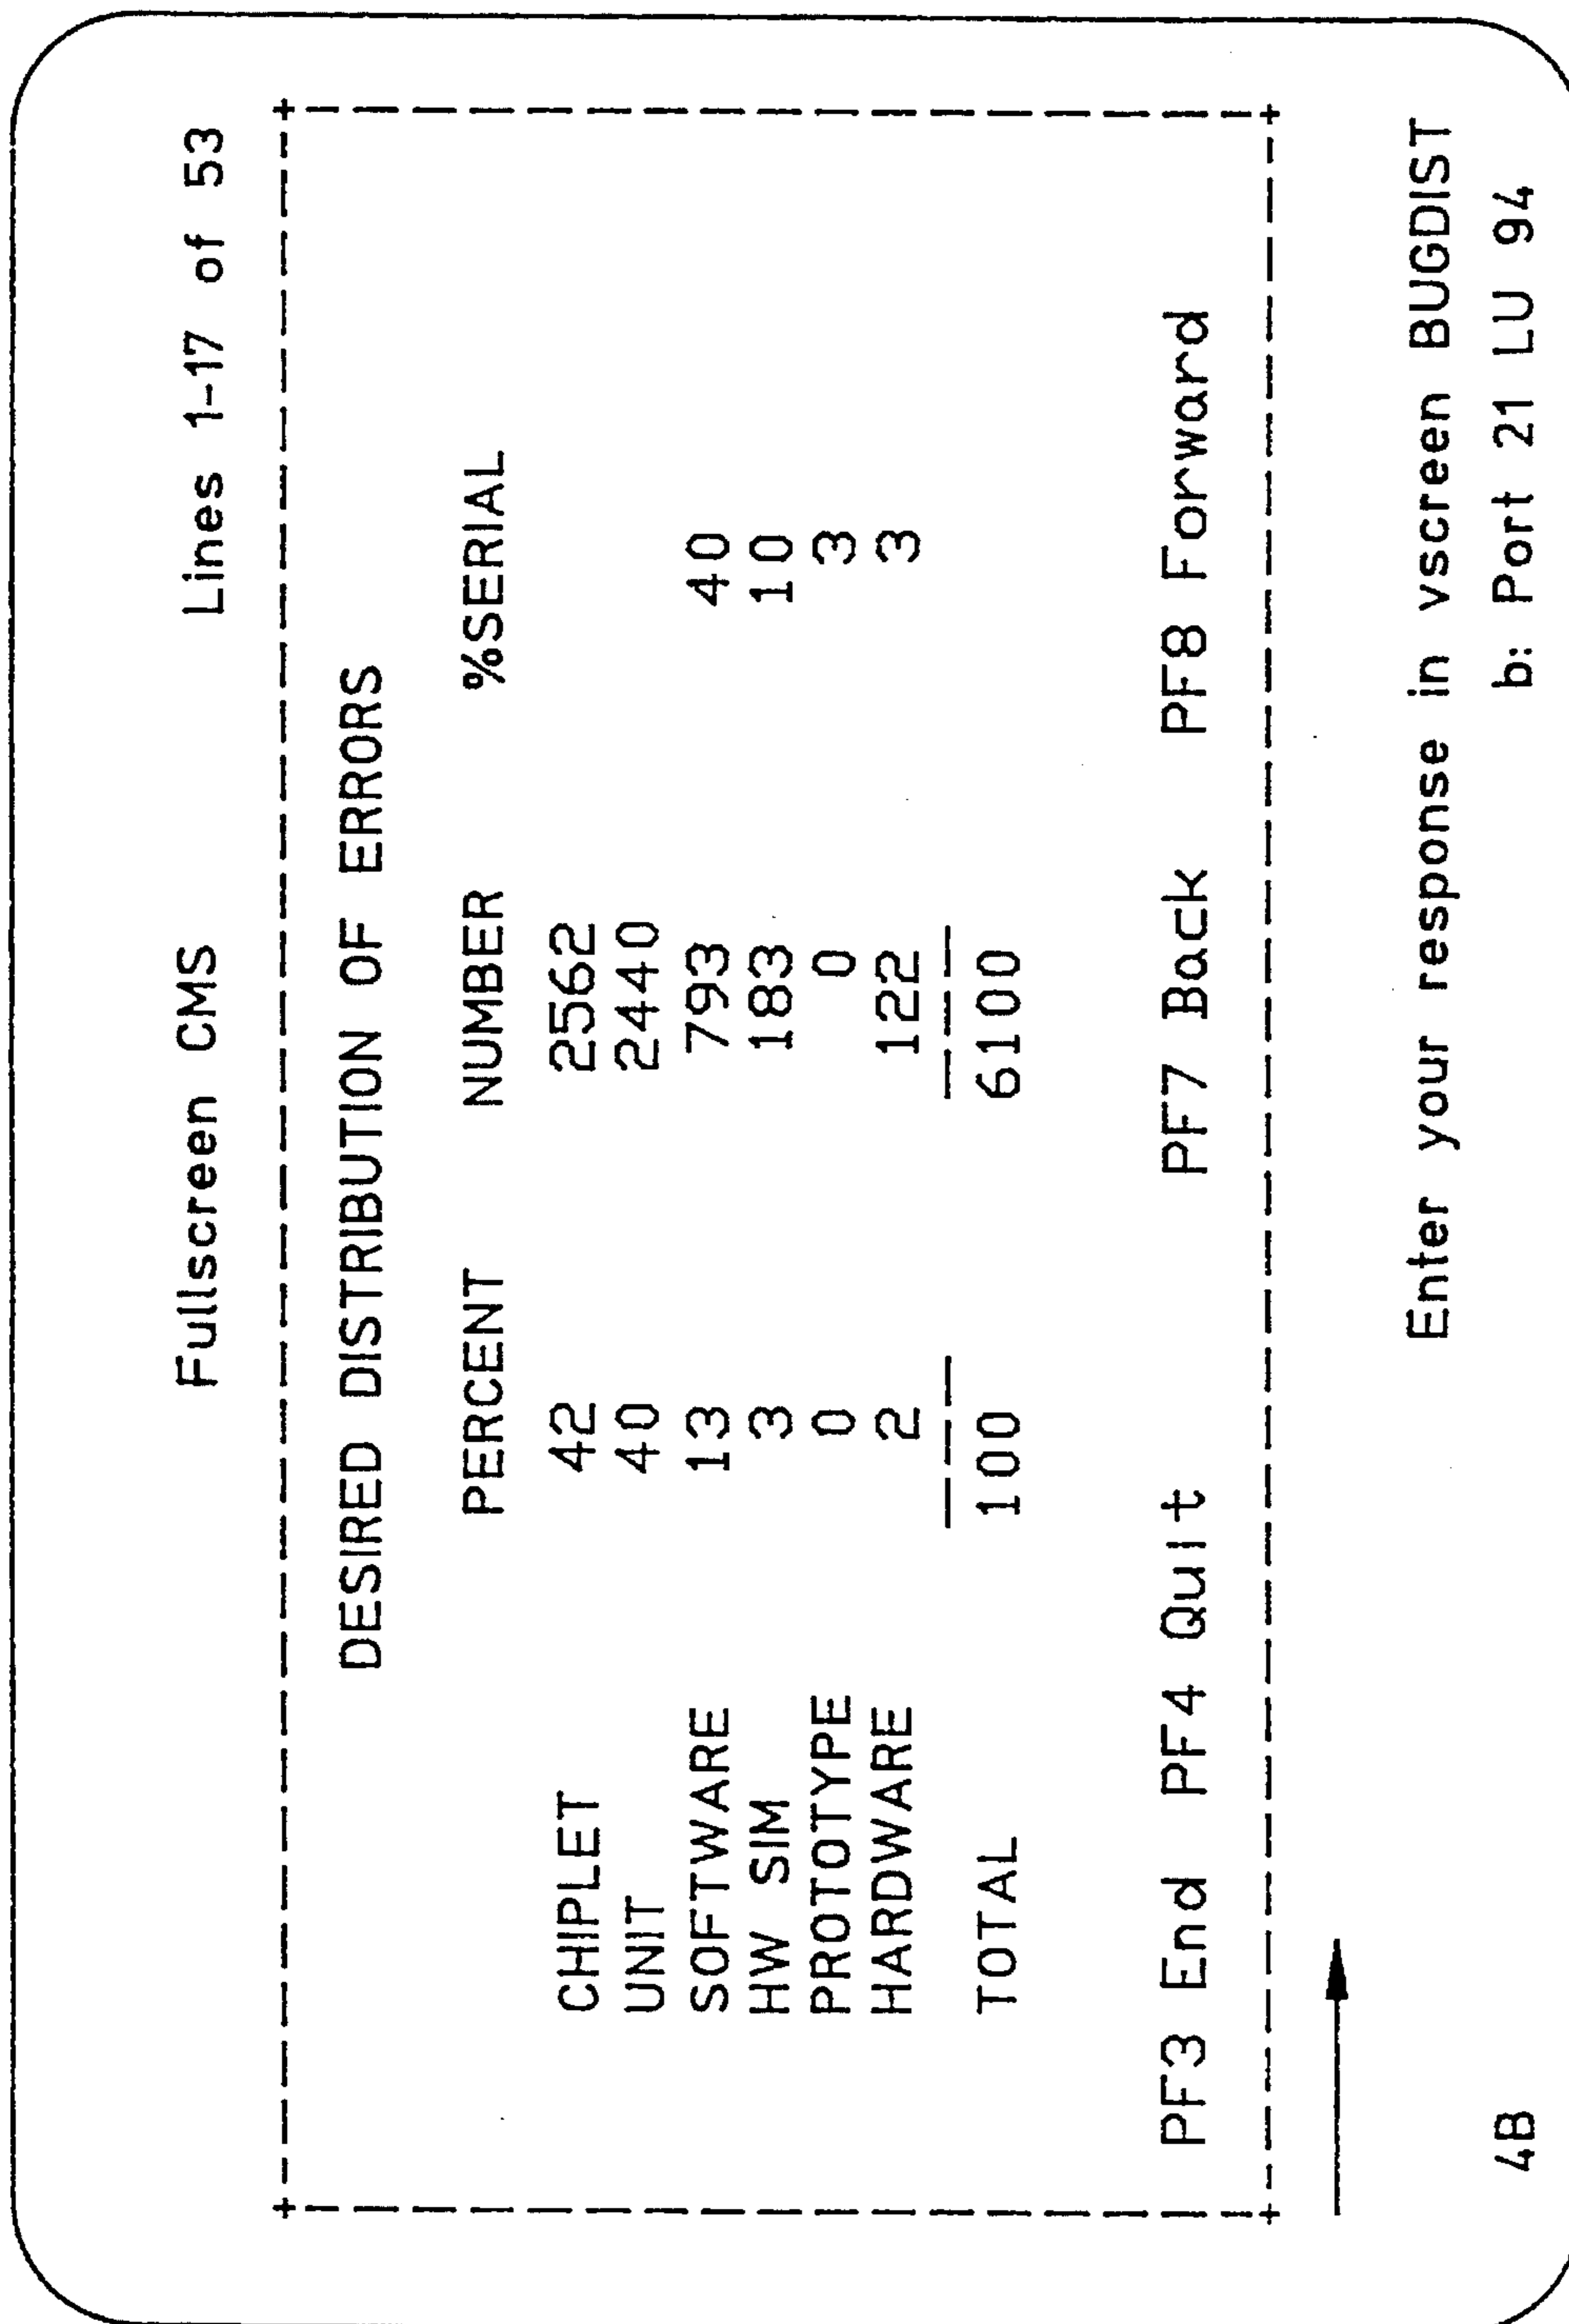 Fullscreen CMS Lines 1-17 of 53
DESIRED DISTRIBUTION OF ERRORS
PERCENT NUMBER %SERIAL
CHIPLET 42 2562
UNIT 40 2440
SOFTWARE 13 793 40
HW SIM 3 183 10
PROTOTYPE 0 0 3
HARDWARE 2 122 3
TOTAL 100 6100
PF3 End PF4 Quit PF7 Back PF8 Forward
Enter your response in vscreen BUGDIST
4B b: Port 21 LU 94